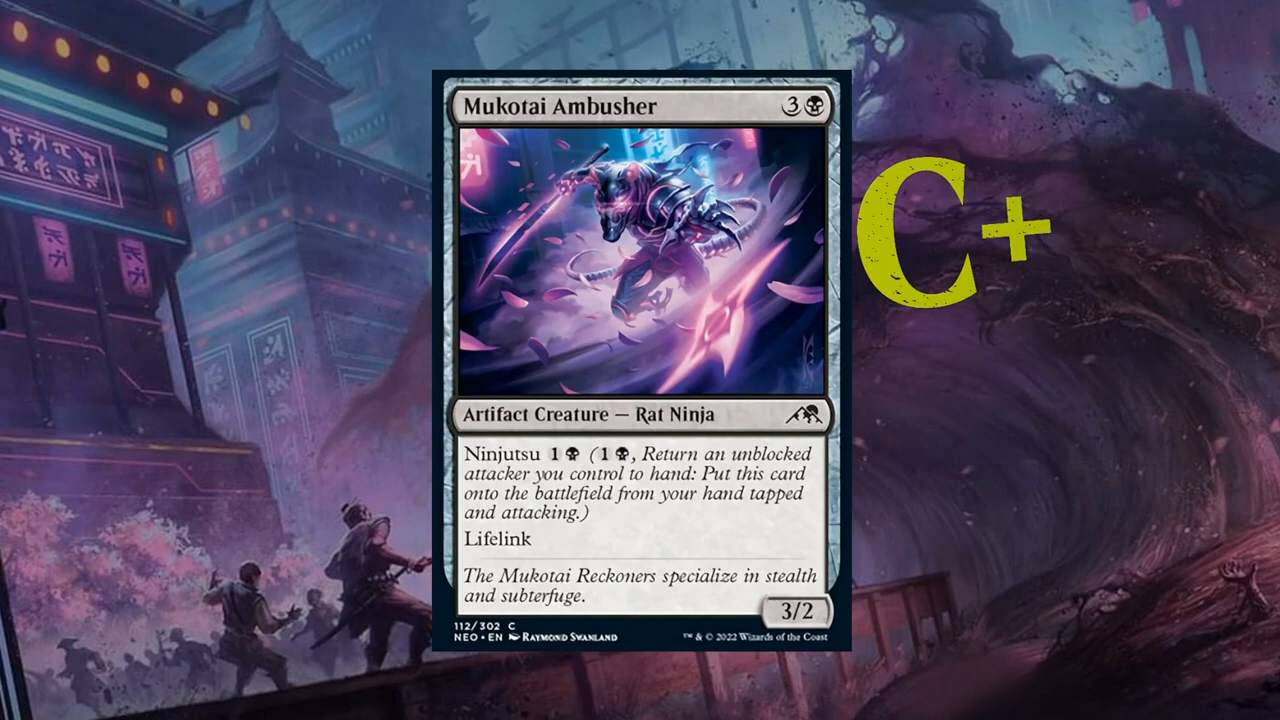 Mukotai Ambusher 3
C+
Artifact Creature — Rat Ninja
Ninjutsu 1 (1, Return an unblocked
attacker you control to hand: Put this card
onto the battlefield from your hand tapped
and attacking.)
Lifelink
The Mukotai Reckoners specialize in stealth
and subterfuge.
3/2
112/302 C
NEO • EN Raymond Swanland
™ & © 2022 Wizards of the Coast